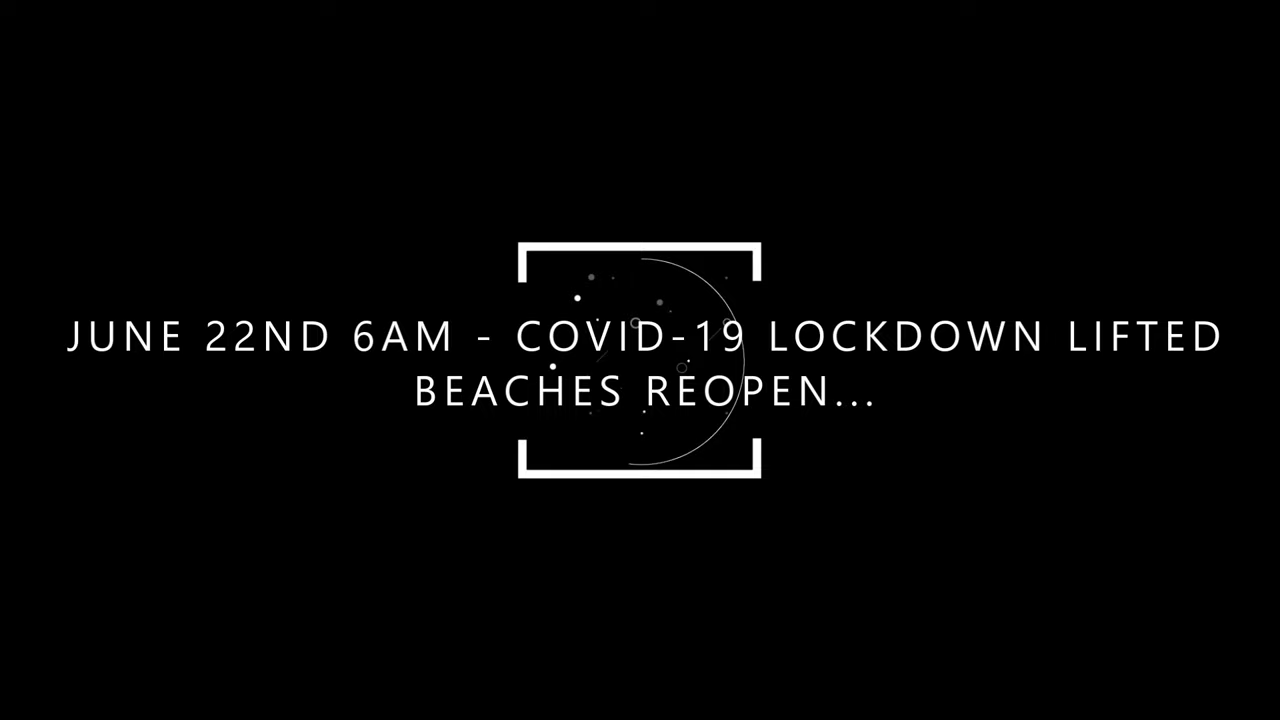 JUNE 22ND 6AM - COVID-19 LOCKDOWN LIFTED
BEACHES REOPEN...